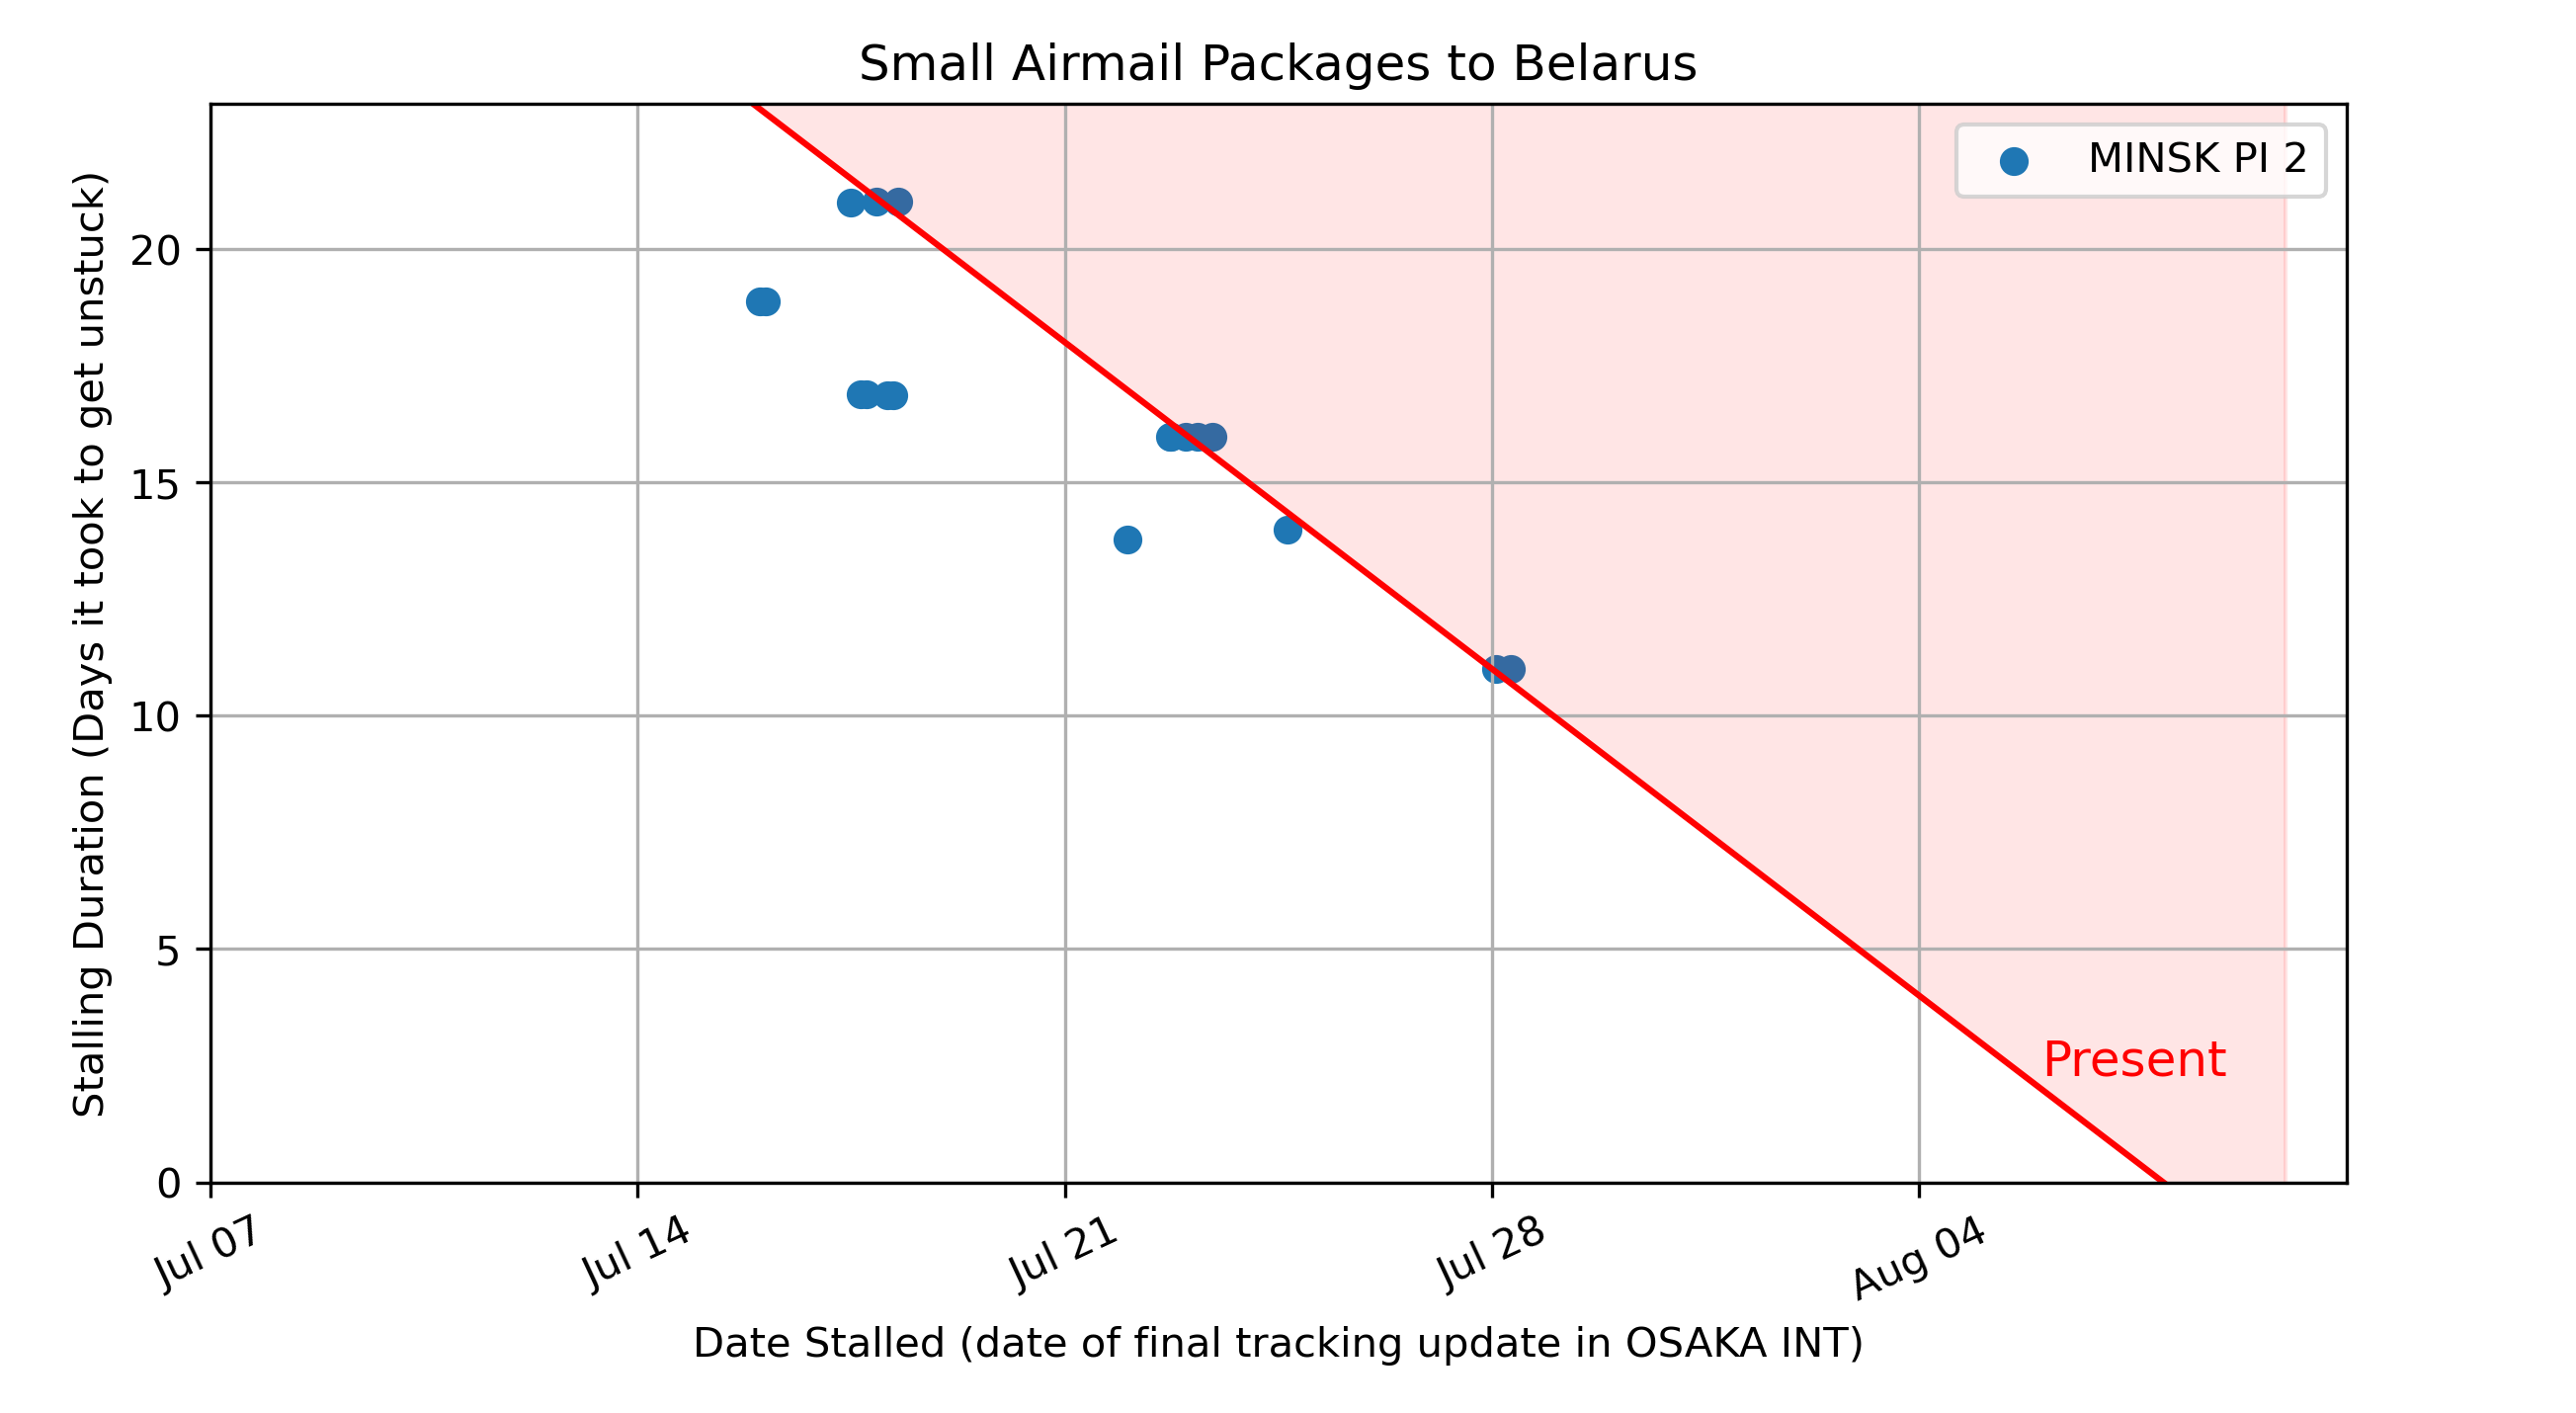 Small Airmail Packages to Belarus
MINSK PI 2
Stalling Duration (Days it took to get unstuck)
20
15
10
5
0
Present
Jul 07
Jul 14
Jul 21
Jul 28
Aug 04
Date Stalled (date of final tracking update in OSAKA INT)